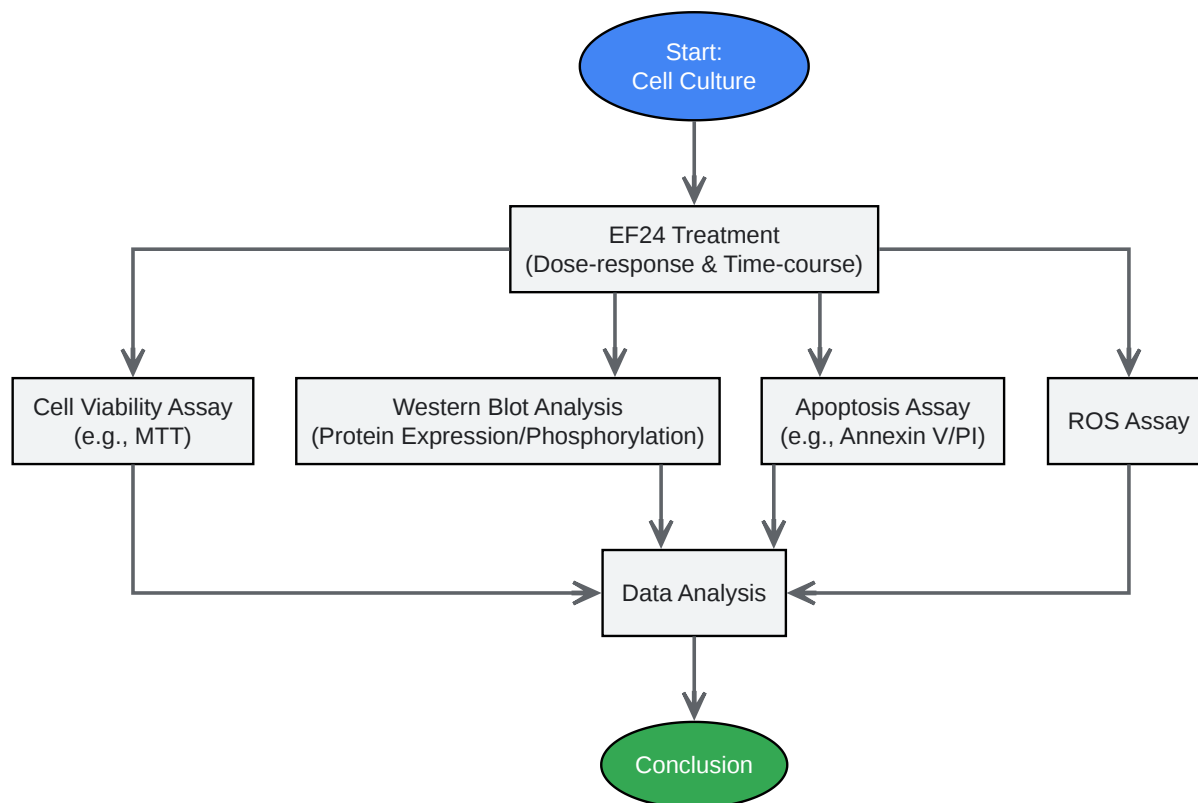 Start:
Cell Culture
EF24 Treatment
(Dose-response & Time-course)
Cell Viability Assay
(e.g., MTT)
Western Blot Analysis
(Protein Expression/Phosphorylation)
Apoptosis Assay
(e.g., Annexin V/PI)
ROS Assay
Data Analysis
Conclusion